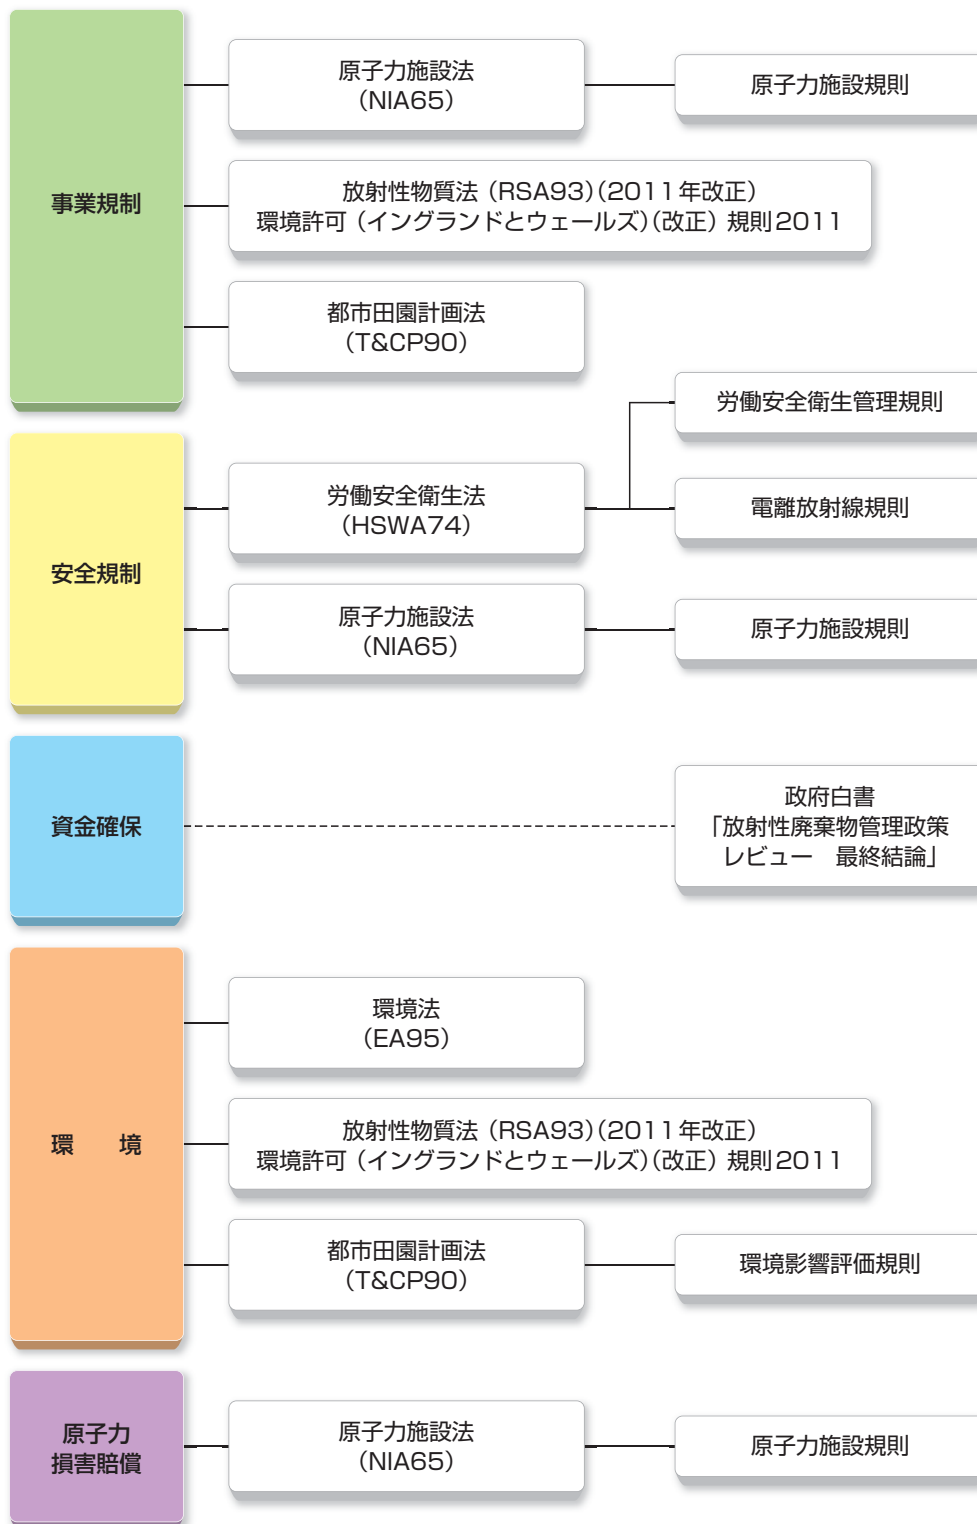 事業規制
原子力施設法
(NIA65)
原子力施設規則
放射性物質法(RSA93)(2011年改正)
環境許可(イングランドとウェールズ)(改正)規則2011
都市田園計画法
(T&CP90)
安全規制
労働安全衛生法
(HSWA74)
労働安全衛生管理規則
電離放射線規則
原子力施設法
(NIA65)
原子力施設規則
資金確保
政府白書
「放射性廃棄物管理政策
レビュー　最終結論」
環　　境
環境法
(EA95)
放射性物質法(RSA93)(2011年改正)
環境許可(イングランドとウェールズ)(改正)規則2011
都市田園計画法
(T&CP90)
環境影響評価規則
原子力
損害賠償
原子力施設法
(NIA65)
原子力施設規則